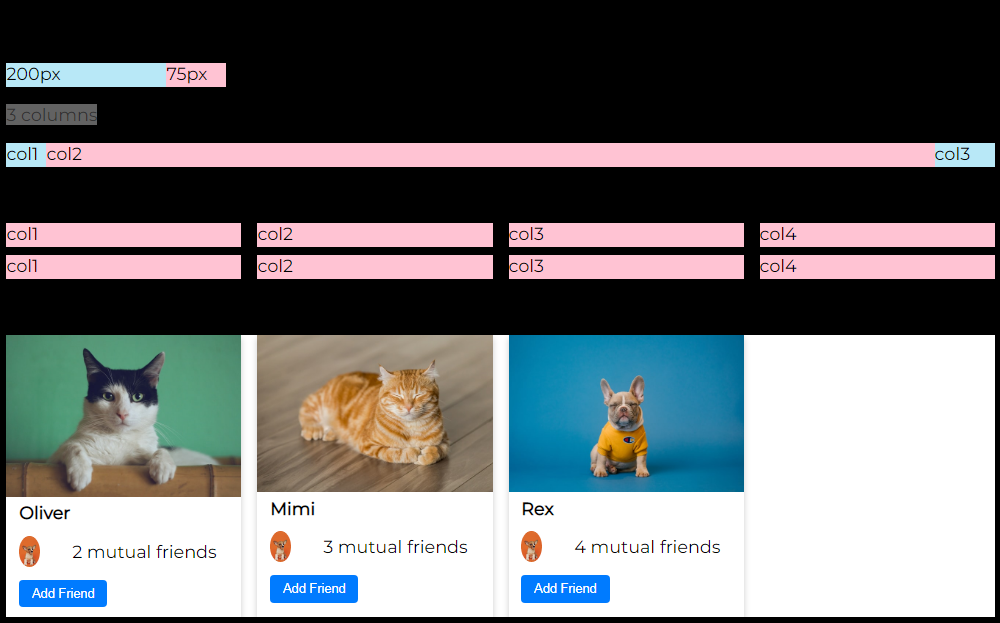 200px 75px
3 columns
col1 col2 col3
col1 col2 col3 col4
col1 col2 col3 col4
Oliver Mimi Rex
2 mutual friends 3 mutual friends 4 mutual friends
Add Friend Add Friend Add Friend